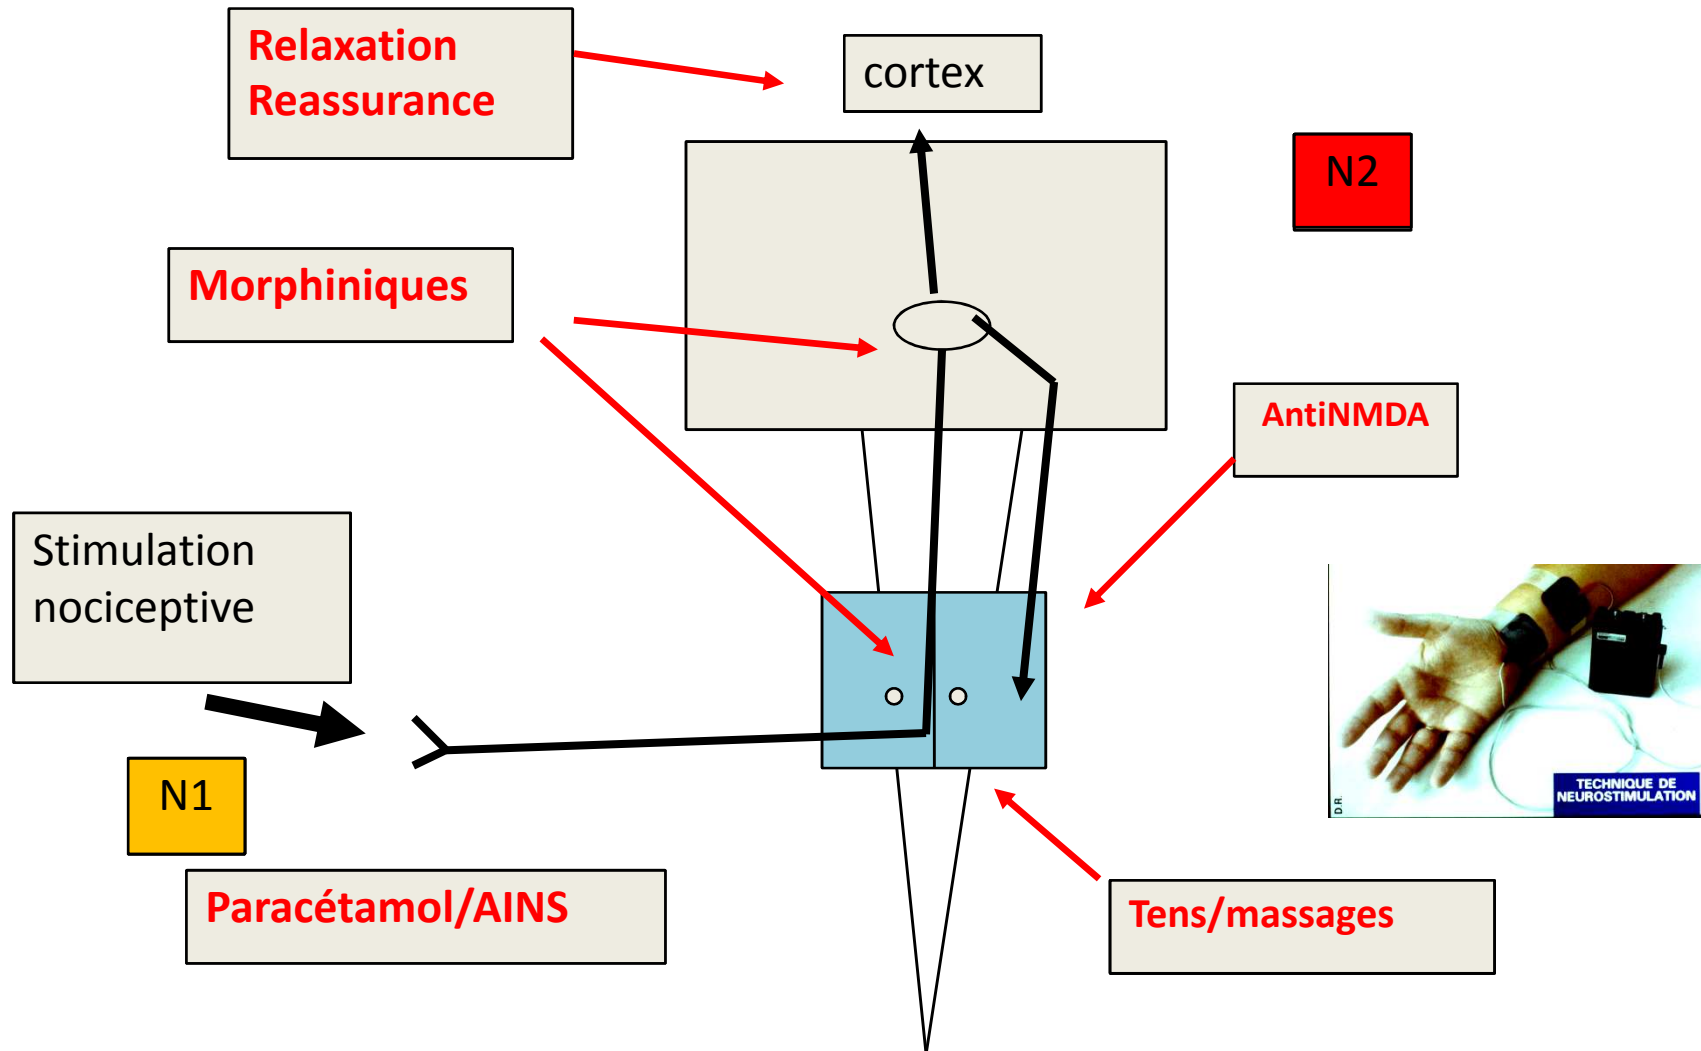 Relaxation
Reassurance
cortex
N2
Morphiniques
AntiNMDA
Stimulation
nociceptive
N1
Paracétamol/AINS
Tens/massages
D.R.
TECHNIQUE DE
NEUROSTIMULATION